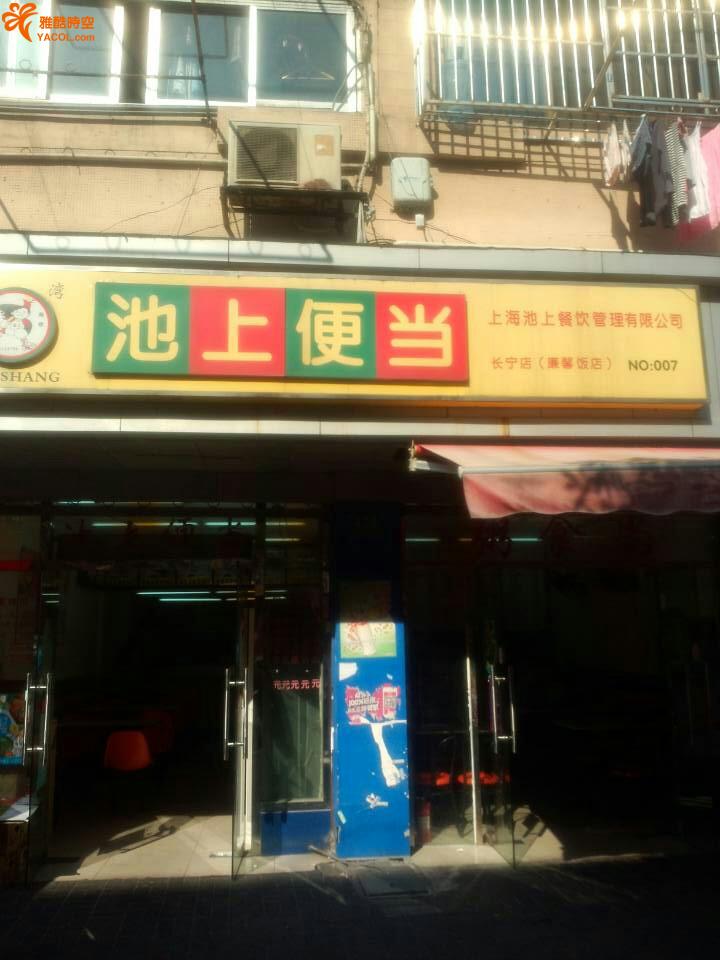 雅酷時空
YACOL.com
湾
SHANG
池上便当
上海池上餐饮管理有限公司
长宁店（廉馨饭店） NO:007
元元元元元